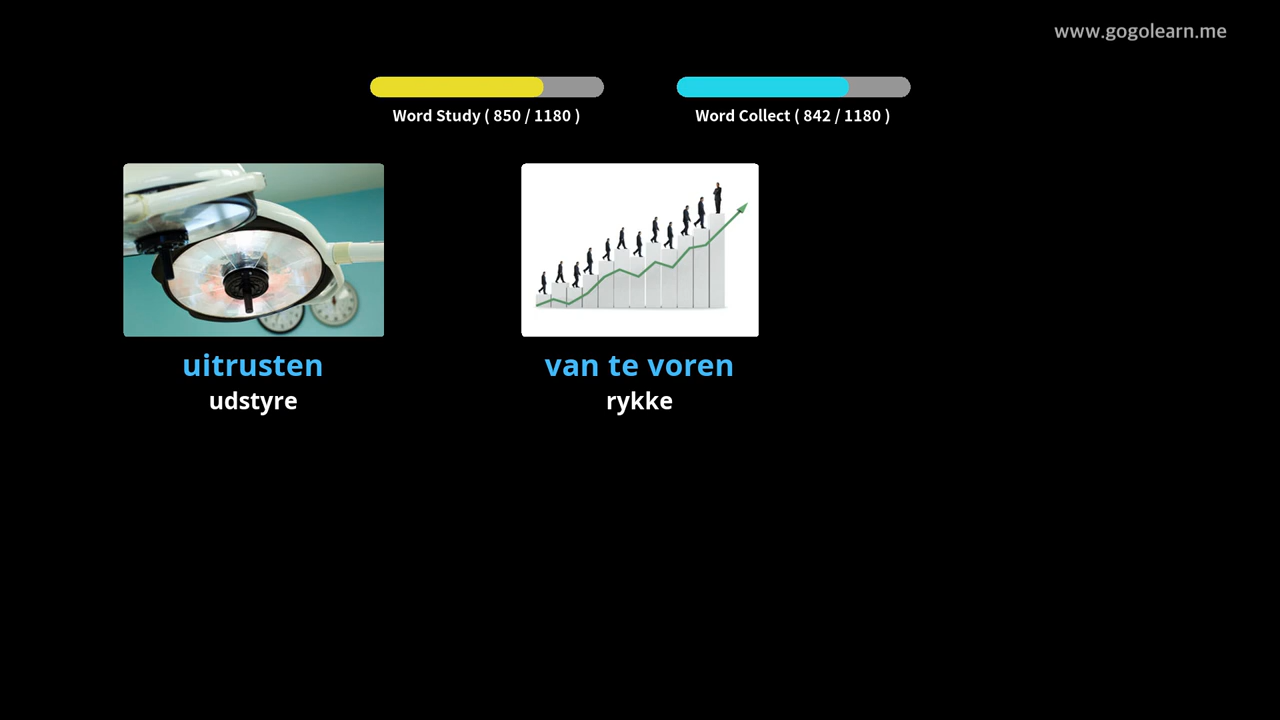 www.gogolearn.me
Word Study ( 850 / 1180 )
Word Collect ( 842 / 1180 )
uitrusten
udstyre
van te voren
rykke